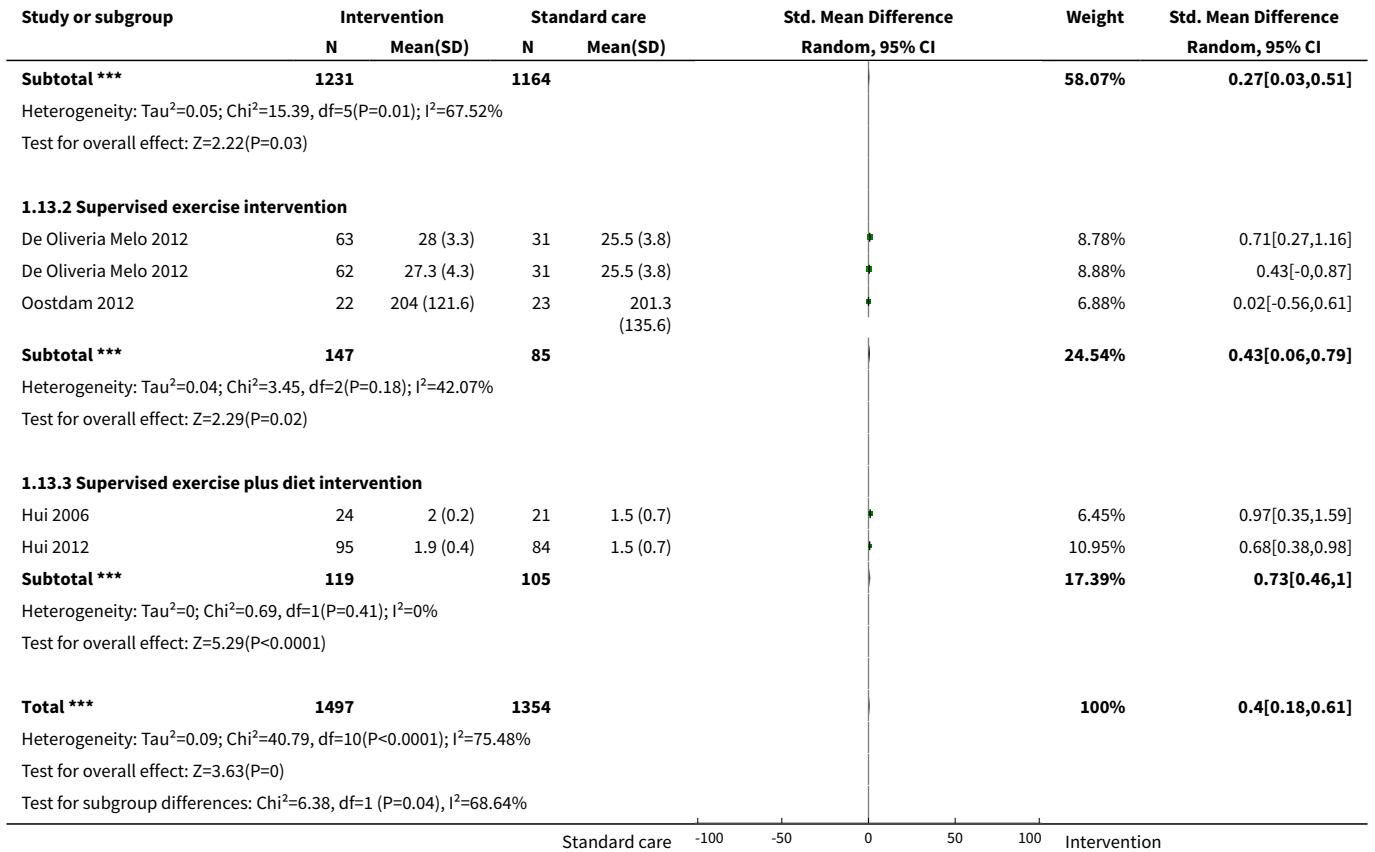 Study or subgroup Intervention Standard care Std. Mean Difference Weight Std. Mean Difference
N Mean(SD) N Mean(SD) Random, 95% CI Random, 95% CI
Subtotal *** 1231 1164 58.07% 0.27[0.03,0.51]
Heterogeneity: Tau²=0.05; Chi²=15.39, df=5(P=0.01); I²=67.52%
Test for overall effect: Z=2.22(P=0.03)
1.13.2 Supervised exercise intervention
De Oliveria Melo 2012 63 28 (3.3) 31 25.5 (3.8) 8.78% 0.71[0.27,1.16]
De Oliveria Melo 2012 62 27.3 (4.3) 31 25.5 (3.8) 8.88% 0.43[-0,0.87]
Oostdam 2012 22 204 (121.6) 23 201.3 6.88% 0.02[-0.56,0.61]
(135.6)
Subtotal *** 147 85 24.54% 0.43[0.06,0.79]
Heterogeneity: Tau²=0.04; Chi²=3.45, df=2(P=0.18); I²=42.07%
Test for overall effect: Z=2.29(P=0.02)
1.13.3 Supervised exercise plus diet intervention
Hui 2006 24 2 (0.2) 21 1.5 (0.7) 6.45% 0.97[0.35,1.59]
Hui 2012 95 1.9 (0.4) 84 1.5 (0.7) 10.95% 0.68[0.38,0.98]
Subtotal *** 119 105 17.39% 0.73[0.46,1]
Heterogeneity: Tau²=0; Chi²=0.69, df=1(P=0.41); I²=0%
Test for overall effect: Z=5.29(P<0.0001)
Total *** 1497 1354 100% 0.4[0.18,0.61]
Heterogeneity: Tau²=0.09; Chi²=40.79, df=10(P<0.0001); I²=75.48%
Test for overall effect: Z=3.63(P=0)
Test for subgroup differences: Chi²=6.38, df=1 (P=0.04), I²=68.64%
Standard care -100 -50 0 50 100 Intervention